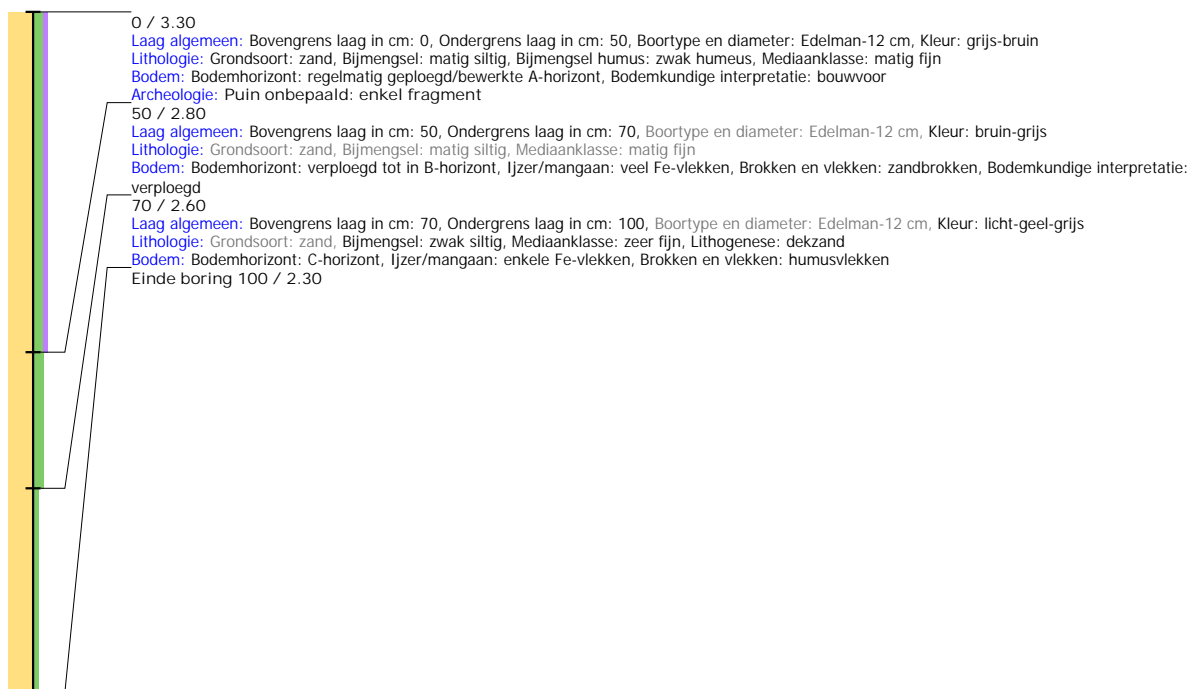 0 / 3.30
Laag algemeen: Bovengrens laag in cm: 0, Ondergrens laag in cm: 50, Boortype en diameter: Edelman-12 cm, Kleur: grijs-bruin
Lithologie: Grondsoort: zand, Bijmengsel: matig siltig, Bijmengsel humus: zwak humeus, Mediaanklasse: matig fijn
Bodem: Bodemhorizont: regelmatig geploegd/bewerkte A-horizont, Bodemkundige interpretatie: bouwvoor
Archeologie: Puin onbepaald: enkel fragment
50 / 2.80
Laag algemeen: Bovengrens laag in cm: 50, Ondergrens laag in cm: 70, Boortype en diameter: Edelman-12 cm, Kleur: bruin-grijs
Lithologie: Grondsoort: zand, Bijmengsel: matig siltig, Mediaanklasse: matig fijn
Bodem: Bodemhorizont: verploegd tot in B-horizont, Ijzer/mangaan: veel Fe-vlekken, Brokken en vlekken: zandbrokken, Bodemkundige interpretatie:
verploegd
70 / 2.60
Laag algemeen: Bovengrens laag in cm: 70, Ondergrens laag in cm: 100, Boortype en diameter: Edelman-12 cm, Kleur: licht-geel-grijs
Lithologie: Grondsoort: zand, Bijmengsel: zwak siltig, Mediaanklasse: zeer fijn, Lithogenese: dekzand
Bodem: Bodemhorizont: C-horizont, Ijzer/mangaan: enkele Fe-vlekken, Brokken en vlekken: humusvlekken
Einde boring 100 / 2.30